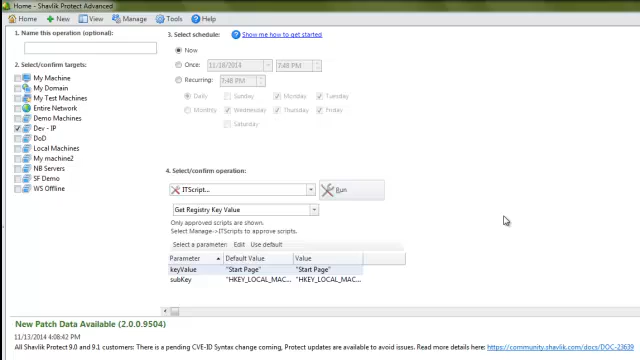 Home - Shavlik Protect Advanced
Home New View Manage Tools Help
1. Name this operation (optional):
2. Select/confirm targets:
My Machine
My Domain
My Test Machines
Entire Network
Demo Machines
Dev - IP
DoD
Local Machines
My machine2
NB Servers
SF Demo
WS Offline
3. Select schedule: Show me how to get started
Now
Once: 11/18/2014 7:48 PM
Recurring: 7:48 PM
Daily Sunday Monday Tuesday
Monthly Wednesday Thursday Friday
Saturday
4. Select/confirm operation:
ITScript... Run
Get Registry Key Value
Only approved scripts are shown.
Select Manage->ITScripts to approve scripts.
Select a parameter: Edit Use default
Parameter Default Value Value
keyValue "Start Page" "Start Page"
subKey "HKEY_LOCAL_MAC... "HKEY_LOCAL_MAC...
New Patch Data Available (2.0.0.9504)
11/13/2014 4:08:42 PM
All Shavlik Protect 9.0 and 9.1 customers: There is a pending CVE-ID Syntax change coming, Protect updates are available to avoid issues. Read more details here: https://community.shavlik.com/docs/DOC-23639